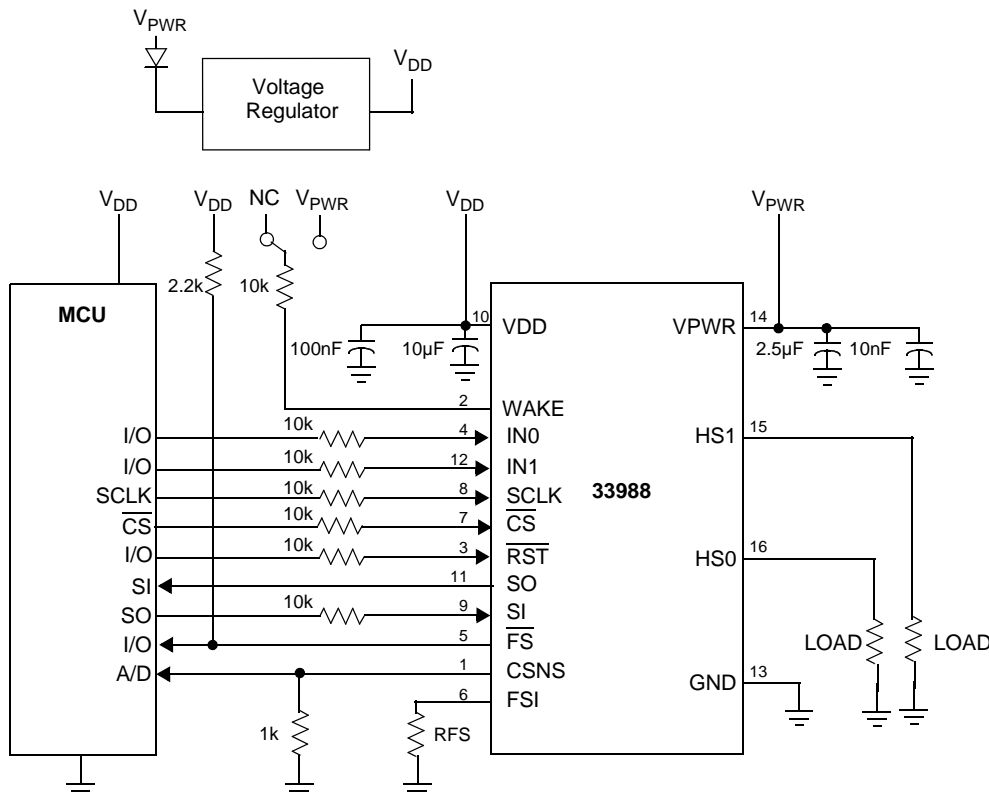 VPWR
Voltage
Regulator
VDD
VDD
VDD
NC
VPWR
VDD
VPWR
2.2k
10k
MCU
10
VDD
VPWR
14
100nF
10µF
2.5µF
10nF
2
WAKE
I/O
10k
4
IN0
HS1
15
I/O
10k
12
IN1
SCLK
10k
8
SCLK
33988
CS
10k
7
CS
I/O
10k
3
RST
HS0
16
SI
11
SO
SO
10k
9
SI
I/O
5
FS
LOAD
LOAD
A/D
1
CSNS
GND
13
6
FSI
1k
RFS